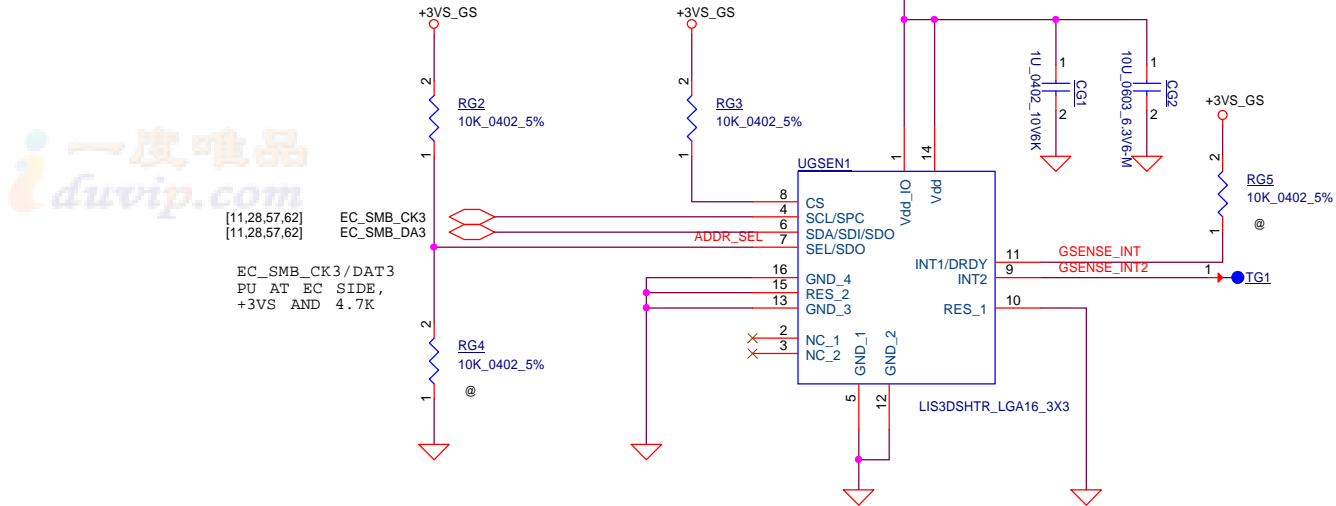 +3VS_GS
+3VS_GS
+3VS_GS
2
RG2
10K_0402_5%
1
2
RG3
10K_0402_5%
1
1
CG1
1U_0402_10V6K
2
1
CG2
10U_0603_6.3V6-M
2
2
RG5
10K_0402_5%
1
@
一度唯品
iduvip.com
[11,28,57,62] EC_SMB_CK3
[11,28,57,62] EC_SMB_DA3
EC_SMB_CK3/DAT3
PU AT EC SIDE,
+3VS AND 4.7K
ADDR_SEL
UGSEN1
1 Vdd_IO
14 Vdd
8 CS
4 SCL/SPC
6 SDA/SDI/SDO
7 SEL/SDO
16 GND_4
15 RES_2
13 GND_3
2 NC_1
3 NC_2
5 GND_1
12 GND_2
INT1/DRDY 11 GSENSE_INT
INT2 9 GSENSE_INT2 1 TG1
RES_1 10
LIS3DSHTR_LGA16_3X3
2
RG4
10K_0402_5%
1
@